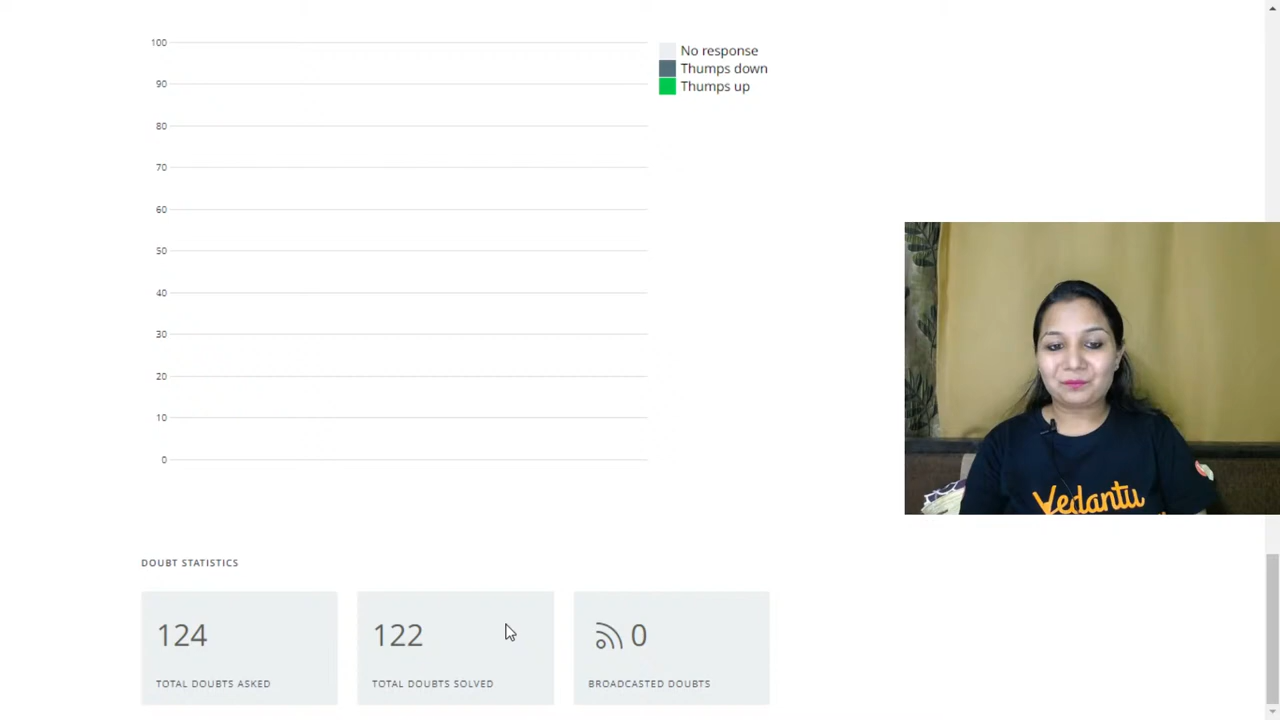 100
No response
90
Thumps down
80
Thumps up
70
60
50
40
30
20
10
0
Vedantu
DOUBT STATISTICS
124
122
0
TOTAL DOUBTS ASKED
TOTAL DOUBTS SOLVED
BROADCASTED DOUBTS